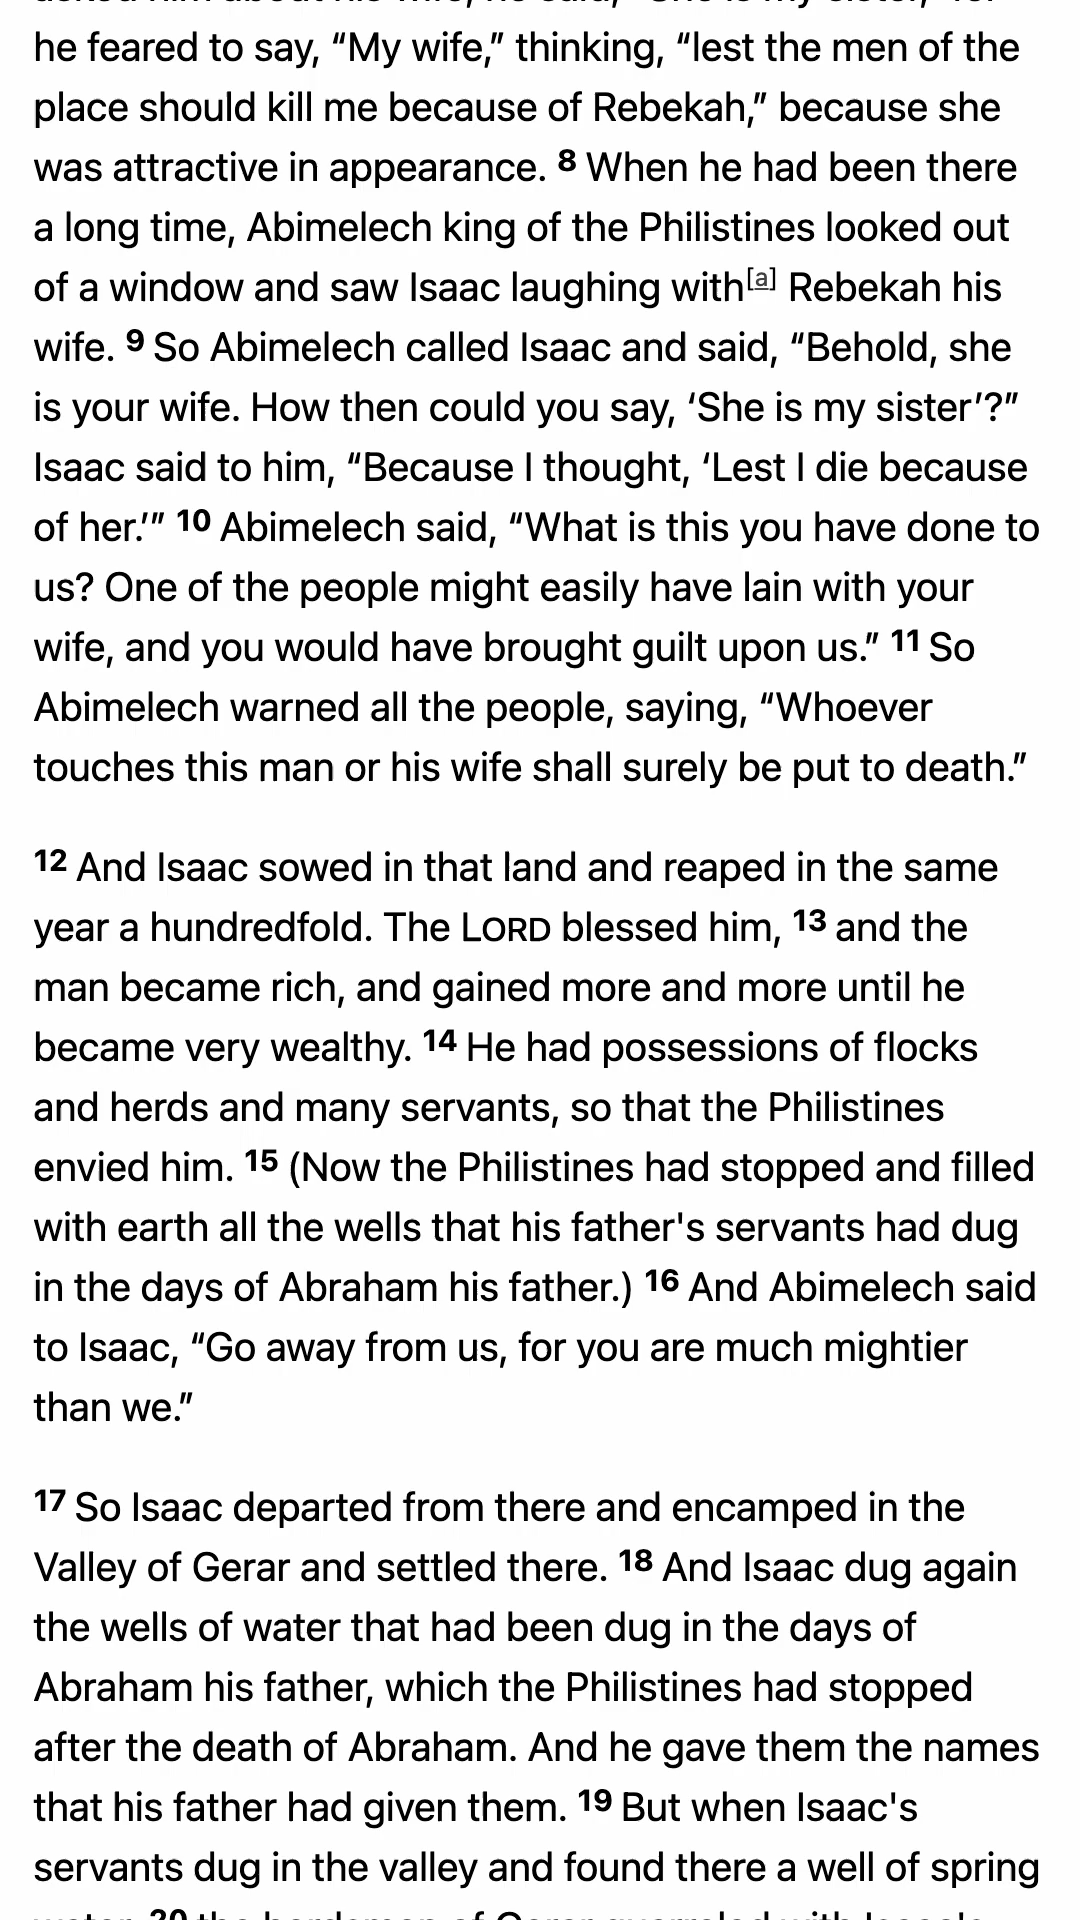 he feared to say, “My wife,” thinking, “lest the men of the
place should kill me because of Rebekah,” because she
was attractive in appearance. 8 When he had been there
a long time, Abimelech king of the Philistines looked out
of a window and saw Isaac laughing with[a] Rebekah his
wife. 9 So Abimelech called Isaac and said, “Behold, she
is your wife. How then could you say, ‘She is my sister’?”
Isaac said to him, “Because I thought, ‘Lest I die because
of her.’” 10 Abimelech said, “What is this you have done to
us? One of the people might easily have lain with your
wife, and you would have brought guilt upon us.” 11 So
Abimelech warned all the people, saying, “Whoever
touches this man or his wife shall surely be put to death.”
12 And Isaac sowed in that land and reaped in the same
year a hundredfold. The LORD blessed him, 13 and the
man became rich, and gained more and more until he
became very wealthy. 14 He had possessions of flocks
and herds and many servants, so that the Philistines
envied him. 15 (Now the Philistines had stopped and filled
with earth all the wells that his father's servants had dug
in the days of Abraham his father.) 16 And Abimelech said
to Isaac, “Go away from us, for you are much mightier
than we.”
17 So Isaac departed from there and encamped in the
Valley of Gerar and settled there. 18 And Isaac dug again
the wells of water that had been dug in the days of
Abraham his father, which the Philistines had stopped
after the death of Abraham. And he gave them the names
that his father had given them. 19 But when Isaac's
servants dug in the valley and found there a well of spring